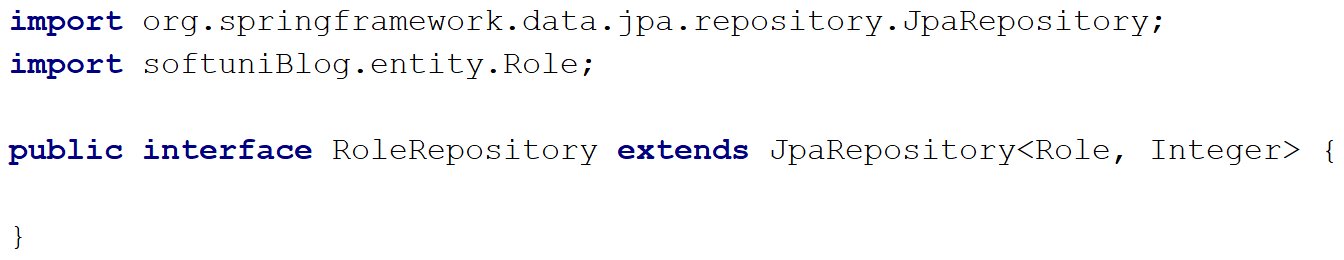 import org.springframework.data.jpa.repository.JpaRepository;
import softuniBlog.entity.Role;
public interface RoleRepository extends JpaRepository<Role, Integer> {
}